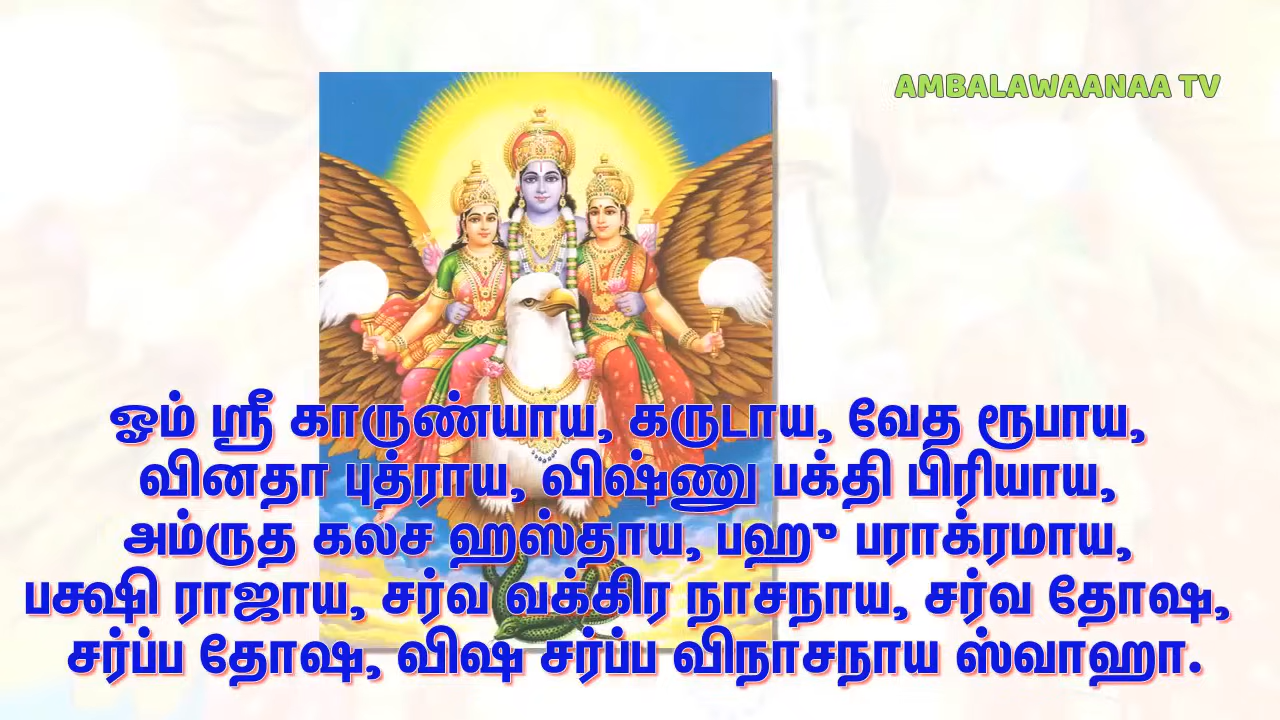 AMBALAWAANAA TV
ஓம் ஸ்ரீ காருண்யாய, கருடாய, வேத ரூபாய,
வினதா புத்ராய, விஷ்ணு பக்தி பிரியாய,
அம்ருத கலச ஹஸ்தாய, பஹு பராக்ரமாய,
பக்ஷி ராஜாய, சர்வ வக்கிர நாசநாய, சர்வ தோஷ,
சர்ப்ப தோஷ, விஷ சர்ப்ப விநாசநாய ஸ்வாஹா.